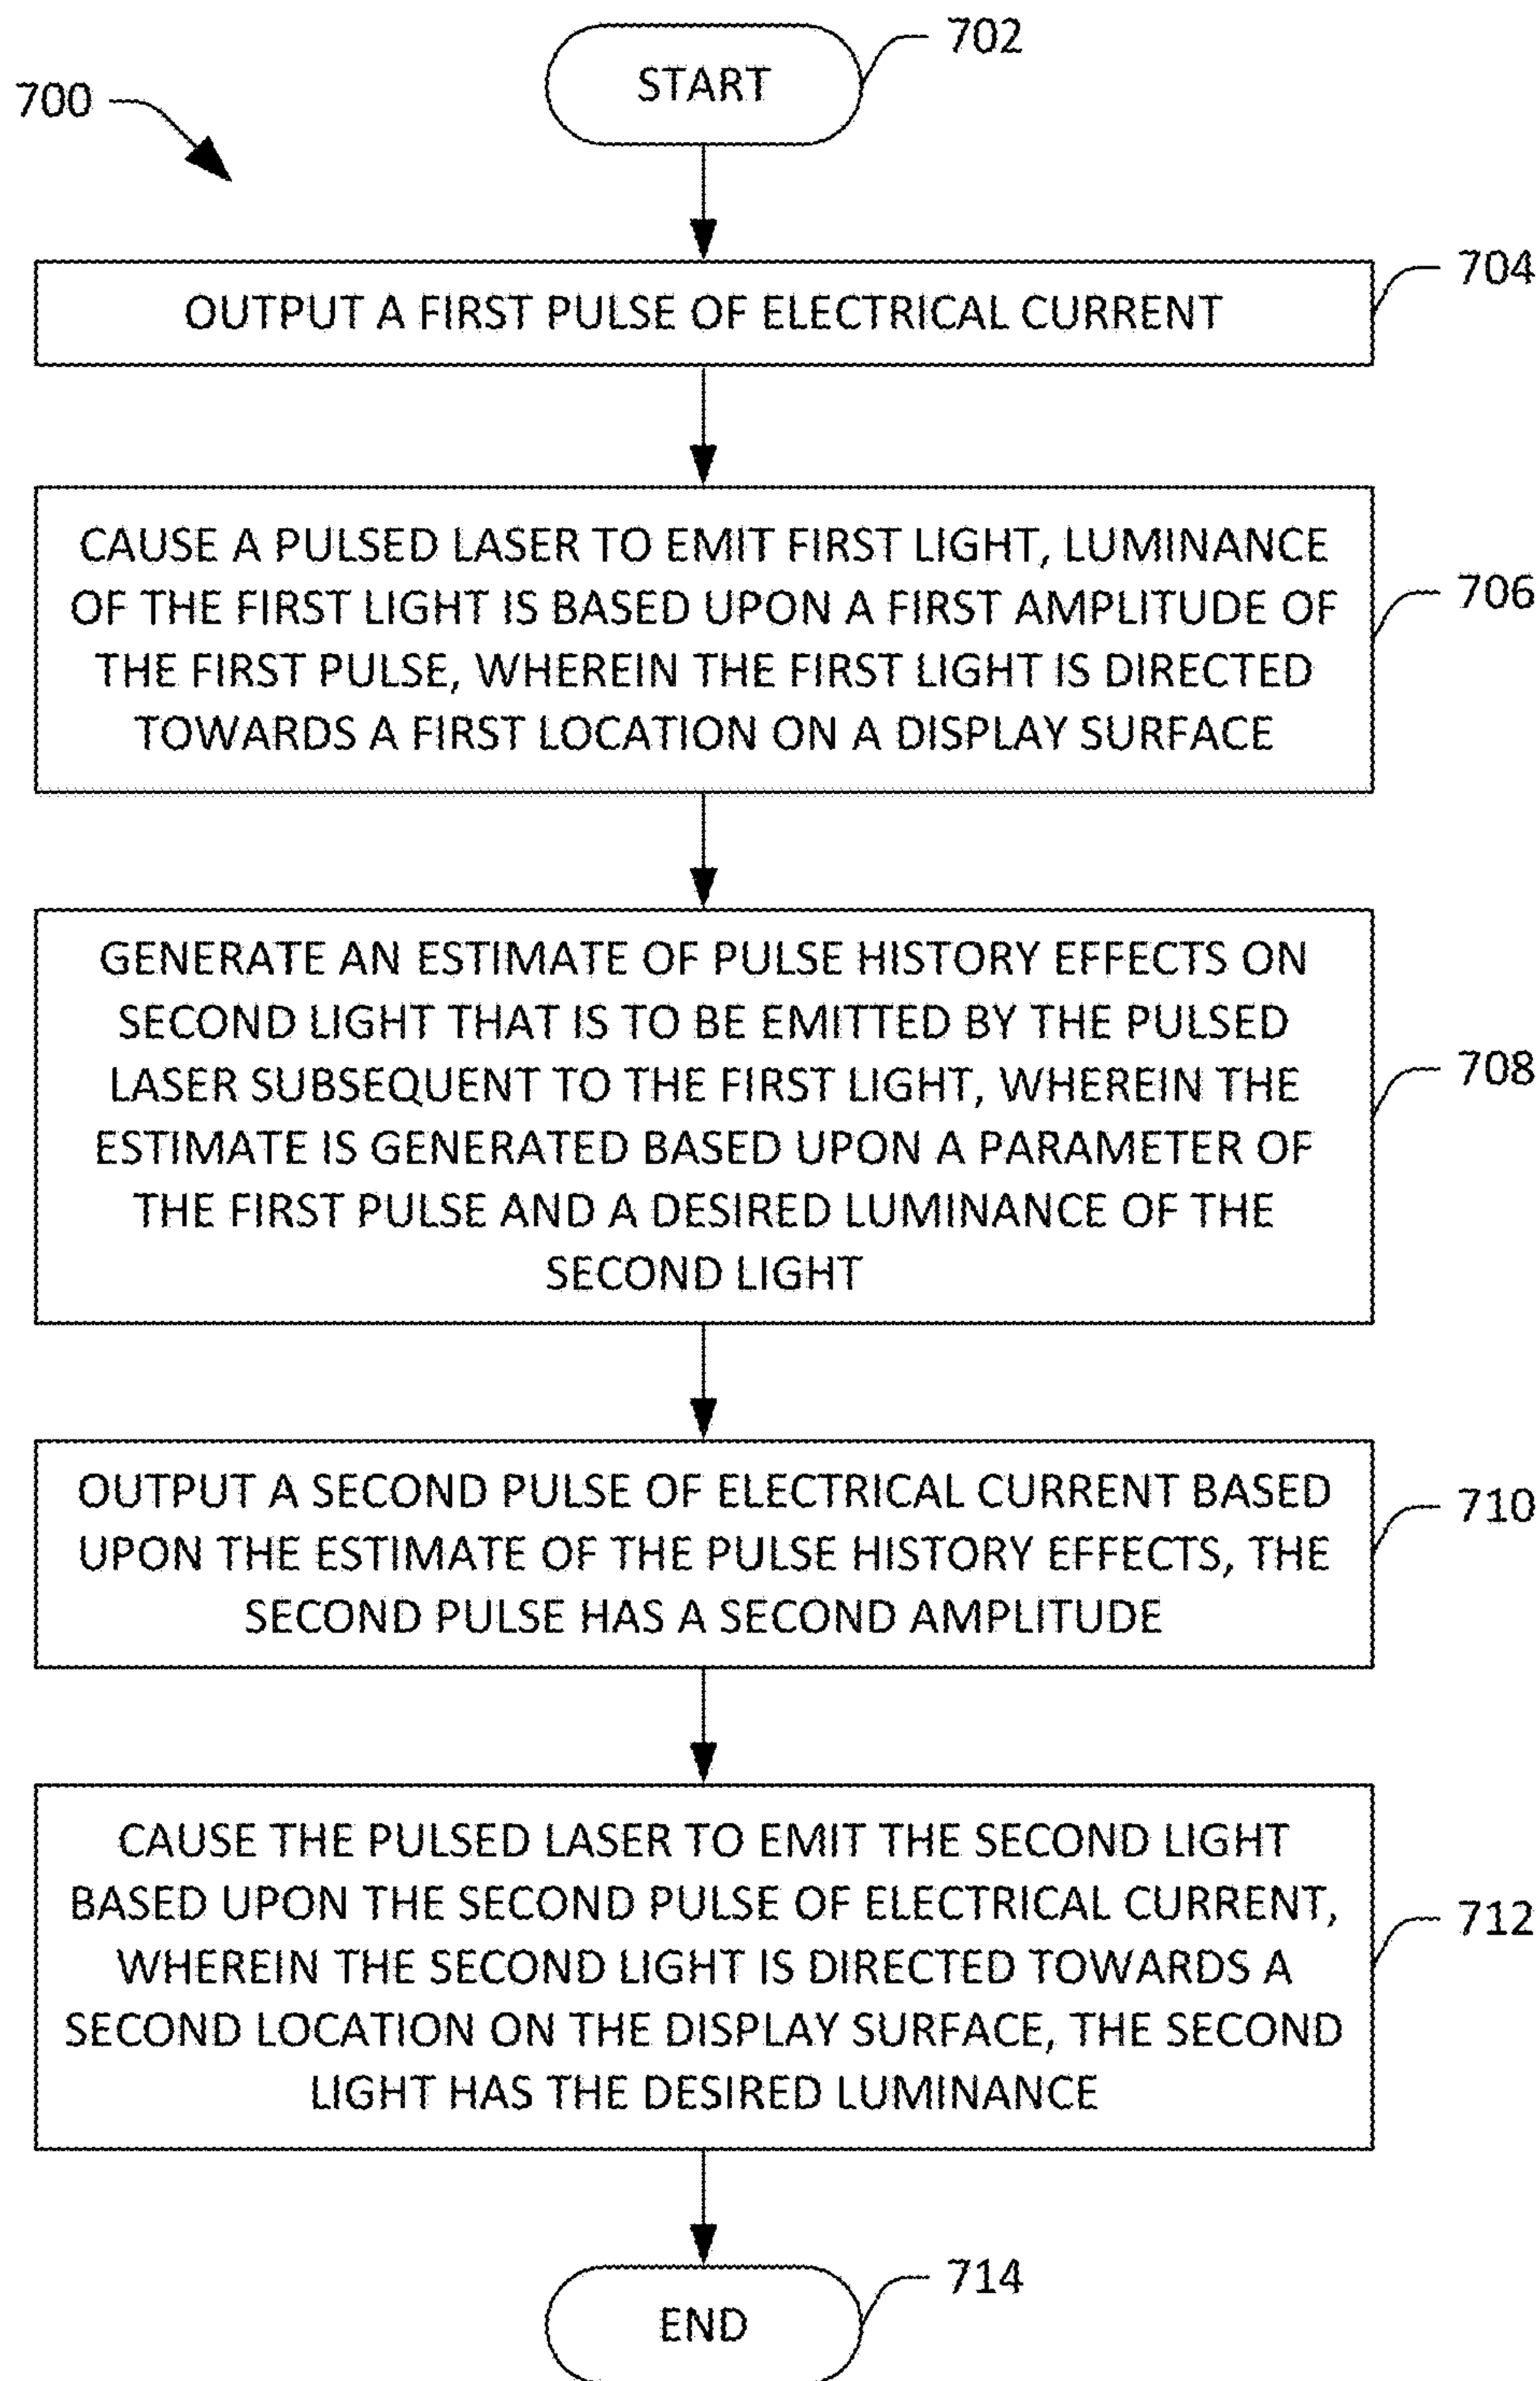 702
START
700
704
OUTPUT A FIRST PULSE OF ELECTRICAL CURRENT
CAUSE A PULSED LASER TO EMIT FIRST LIGHT, LUMINANCE
OF THE FIRST LIGHT IS BASED UPON A FIRST AMPLITUDE OF
THE FIRST PULSE, WHEREIN THE FIRST LIGHT IS DIRECTED
TOWARDS A FIRST LOCATION ON A DISPLAY SURFACE
706
GENERATE AN ESTIMATE OF PULSE HISTORY EFFECTS ON
SECOND LIGHT THAT IS TO BE EMITTED BY THE PULSED
LASER SUBSEQUENT TO THE FIRST LIGHT, WHEREIN THE
ESTIMATE IS GENERATED BASED UPON A PARAMETER OF
THE FIRST PULSE AND A DESIRED LUMINANCE OF THE
SECOND LIGHT
708
OUTPUT A SECOND PULSE OF ELECTRICAL CURRENT BASED
UPON THE ESTIMATE OF THE PULSE HISTORY EFFECTS, THE
SECOND PULSE HAS A SECOND AMPLITUDE
710
CAUSE THE PULSED LASER TO EMIT THE SECOND LIGHT
BASED UPON THE SECOND PULSE OF ELECTRICAL CURRENT,
WHEREIN THE SECOND LIGHT IS DIRECTED TOWARDS A
SECOND LOCATION ON THE DISPLAY SURFACE, THE SECOND
LIGHT HAS THE DESIRED LUMINANCE
712
714
END